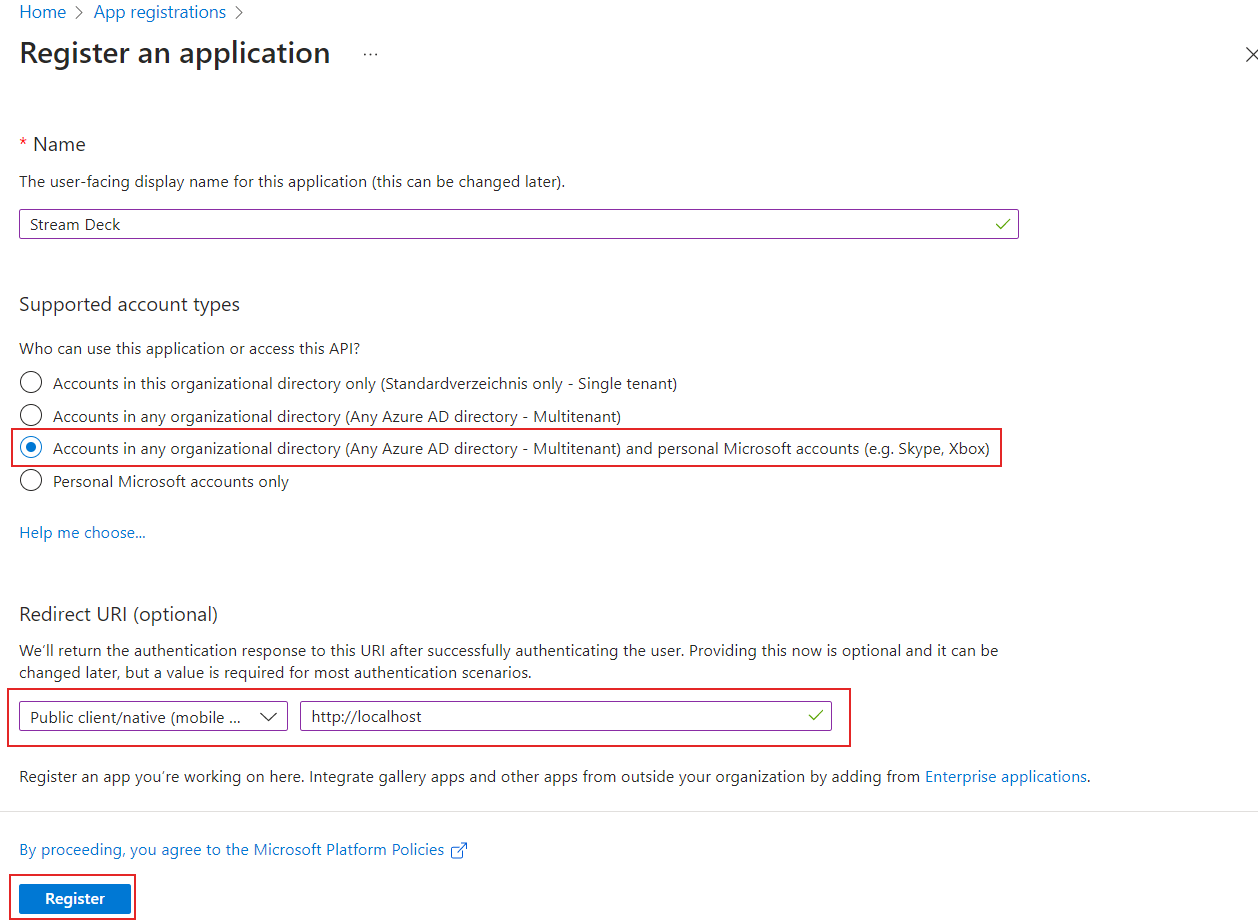 Home > App registrations >
Register an application ...
* Name
The user-facing display name for this application (this can be changed later).
Stream Deck
Supported account types
Who can use this application or access this API?
Accounts in this organizational directory only (Standardverzeichnis only - Single tenant)
Accounts in any organizational directory (Any Azure AD directory - Multitenant)
Accounts in any organizational directory (Any Azure AD directory - Multitenant) and personal Microsoft accounts (e.g. Skype, Xbox)
Personal Microsoft accounts only
Help me choose...
Redirect URI (optional)
We'll return the authentication response to this URI after successfully authenticating the user. Providing this now is optional and it can be
changed later, but a value is required for most authentication scenarios.
Public client/native (mobile ... http://localhost
Register an app you're working on here. Integrate gallery apps and other apps from outside your organization by adding from Enterprise applications.
By proceeding, you agree to the Microsoft Platform Policies
Register